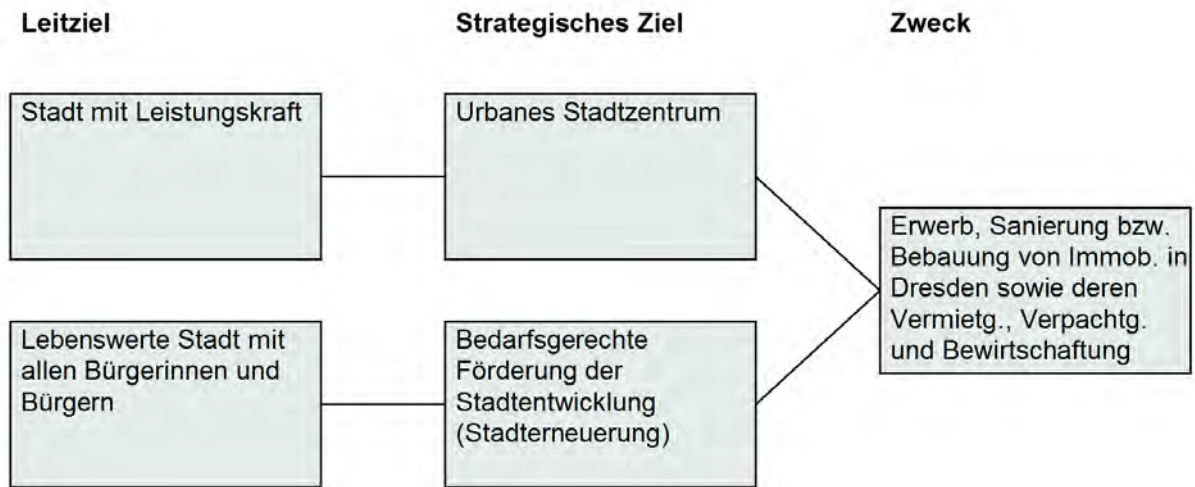 Leitziel
Strategisches Ziel
Zweck
Stadt mit Leistungskraft
Urbanes Stadtzentrum
Lebenswerte Stadt mit
allen Bürgerinnen und
Bürgern
Bedarfsgerechte
Förderung der
Stadtentwicklung
(Stadterneuerung)
Erwerb, Sanierung bzw.
Bebauung von Immob. in
Dresden sowie deren
Vermietg., Verpachtg.
und Bewirtschaftung